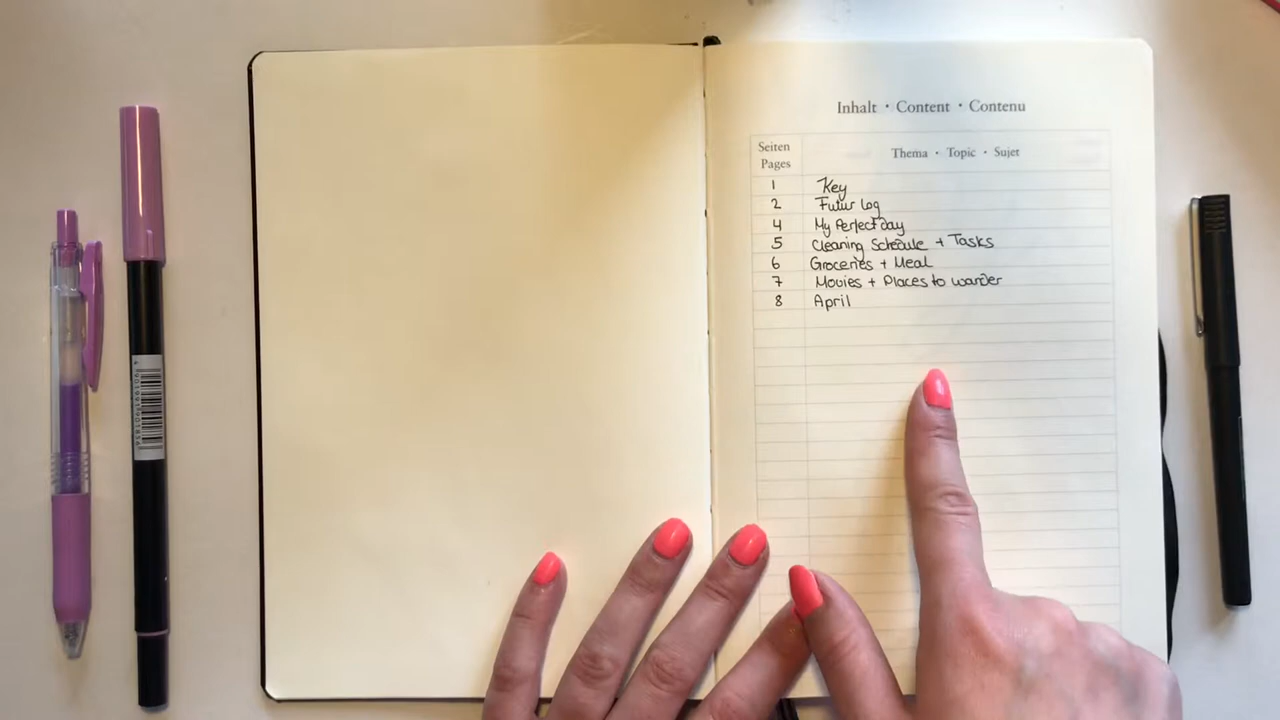 Inhalt · Content · Contenu
Seiten Pages
Thema · Topic · Sujet
1 Key
2 Futur log
4 My Perfect day
5 Cleaning Schedule + Tasks
6 Groceries + Meal
7 Movies + Places to wander
8 April